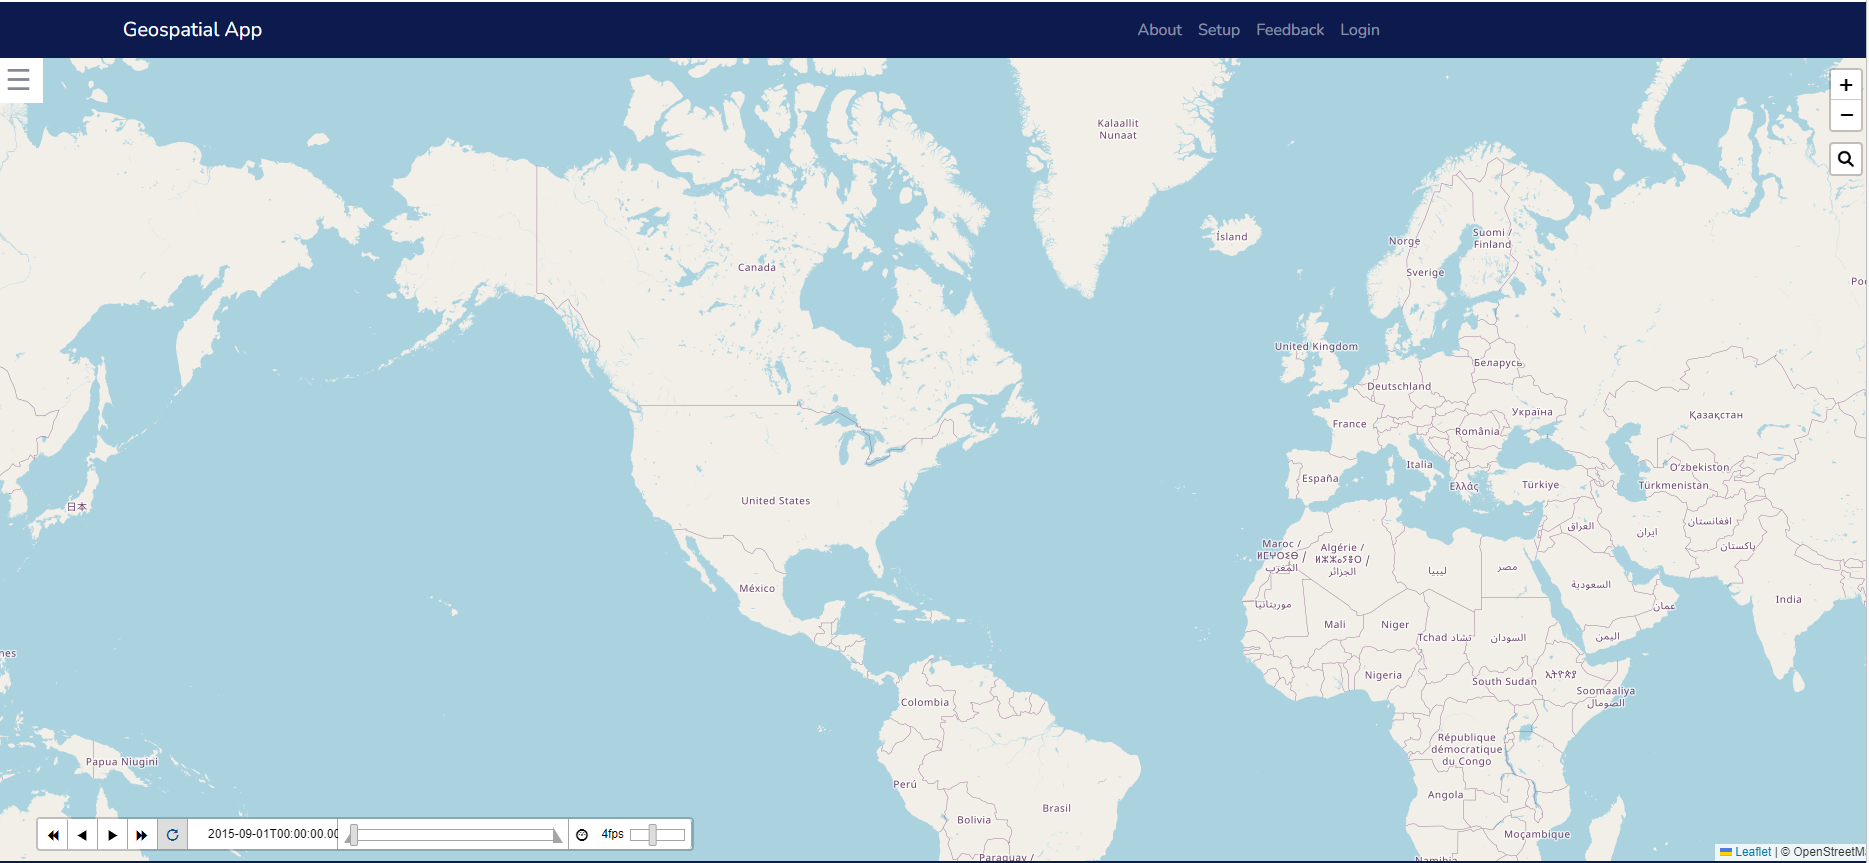 Geospatial App
About Setup Feedback Login
+
−
Kalaallit
Nunaat
Ísland
Norge
Suomi /
Finland
Sverige
Canada
United Kingdom
Беларусь
Deutschland
Україна
Қазақстан
France
România
Italia
O'zbekiston
España
Ελλάς
Türkiye
Türkmenistan
United States
日本
العراق
ايران
افغانستان
پاکستان
Maroc /
ⵍⵎⵖⵔⵉⴱ /
المغرب
Algérie /
ⵍⵣⵣⴰⵢⴻⵔ /
الجزائر
ليبيا
مصر
السعودية
عمان
India
México
موريتانيا
Mali
Niger
Tchad تشاد
السودان
اليمن
nes
Nigeria
South Sudan
ኢትዮጵያ
Soomaaliya
الصومال
Colombia
République
démocratique
du Congo
Papua Niugini
Perú
Angola
Brasil
Bolivia
Moçambique
Paraguay /
Namibia
2015-09-01T00:00:00.00
4fps
Leaflet | © OpenStreetM